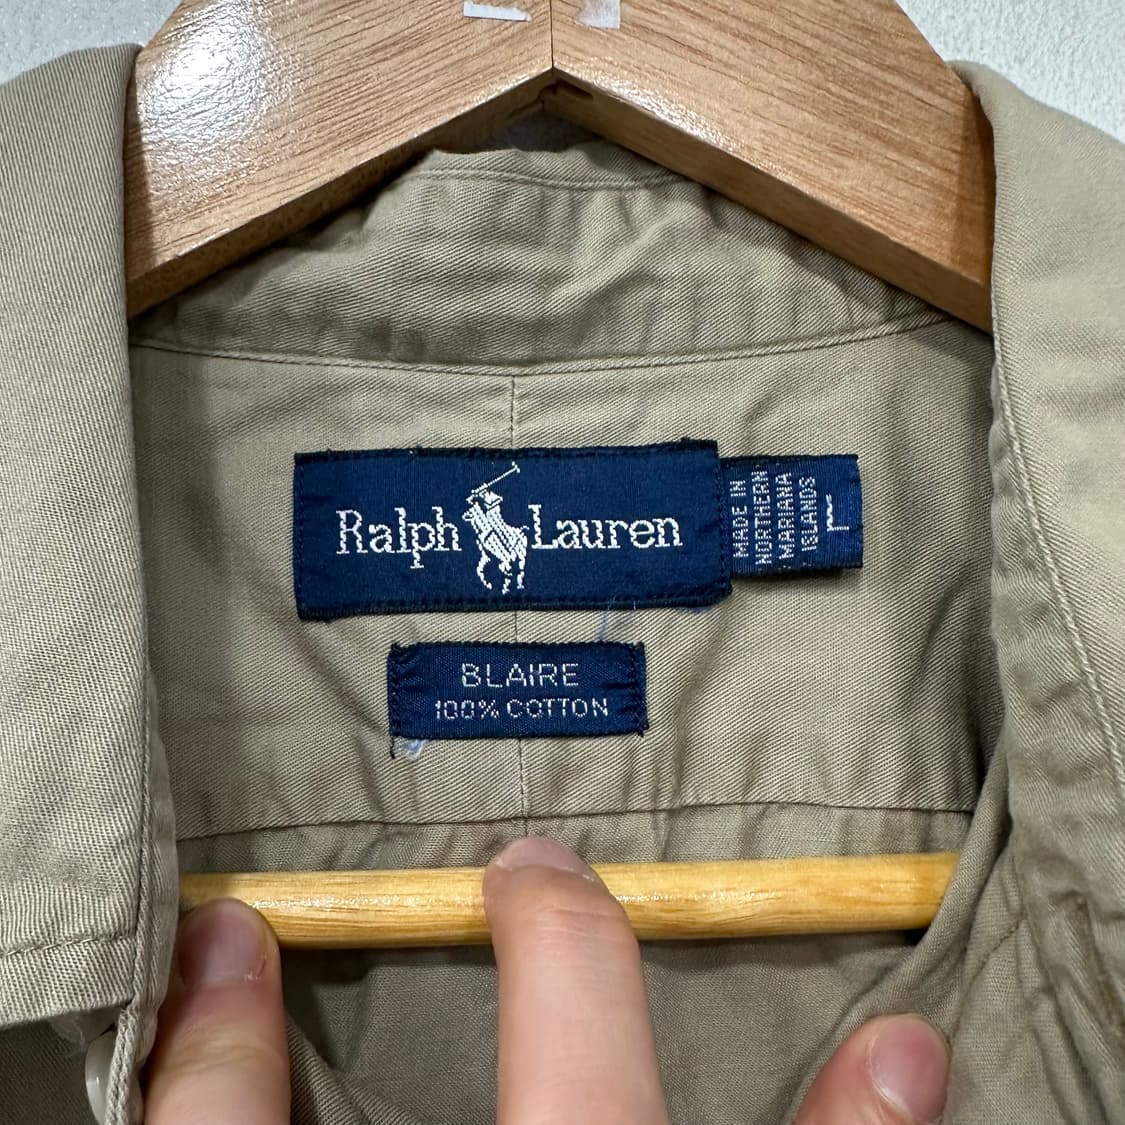 Ralph Lauren
MADE IN
NORTHERN
MARIANA
ISLANDS
L
BLAIRE
100% COTTON